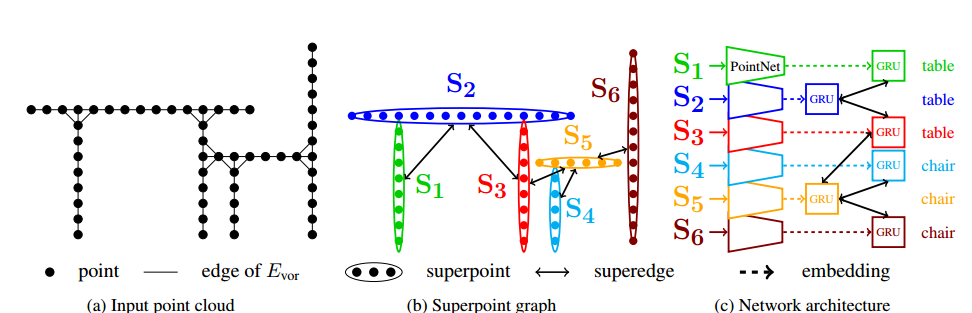 S1 PointNet GRU table
S2 GRU table
S3 GRU table
S4 GRU chair
S5 GRU chair
S6 GRU chair
S2
S6
S5
S1
S3
S4
point
edge of Evor
superpoint
superedge
embedding
(a) Input point cloud
(b) Superpoint graph
(c) Network architecture